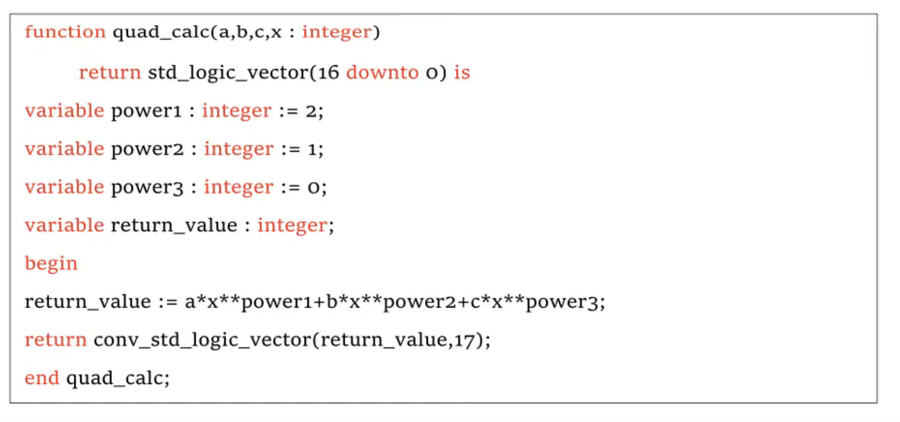 function quad_calc(a,b,c,x : integer)
return std_logic_vector(16 downto 0) is
variable power1 : integer := 2;
variable power2 : integer := 1;
variable power3 : integer := 0;
variable return_value : integer;
begin
return_value := a*x**power1+b*x**power2+c*x**power3;
return conv_std_logic_vector(return_value,17);
end quad_calc;